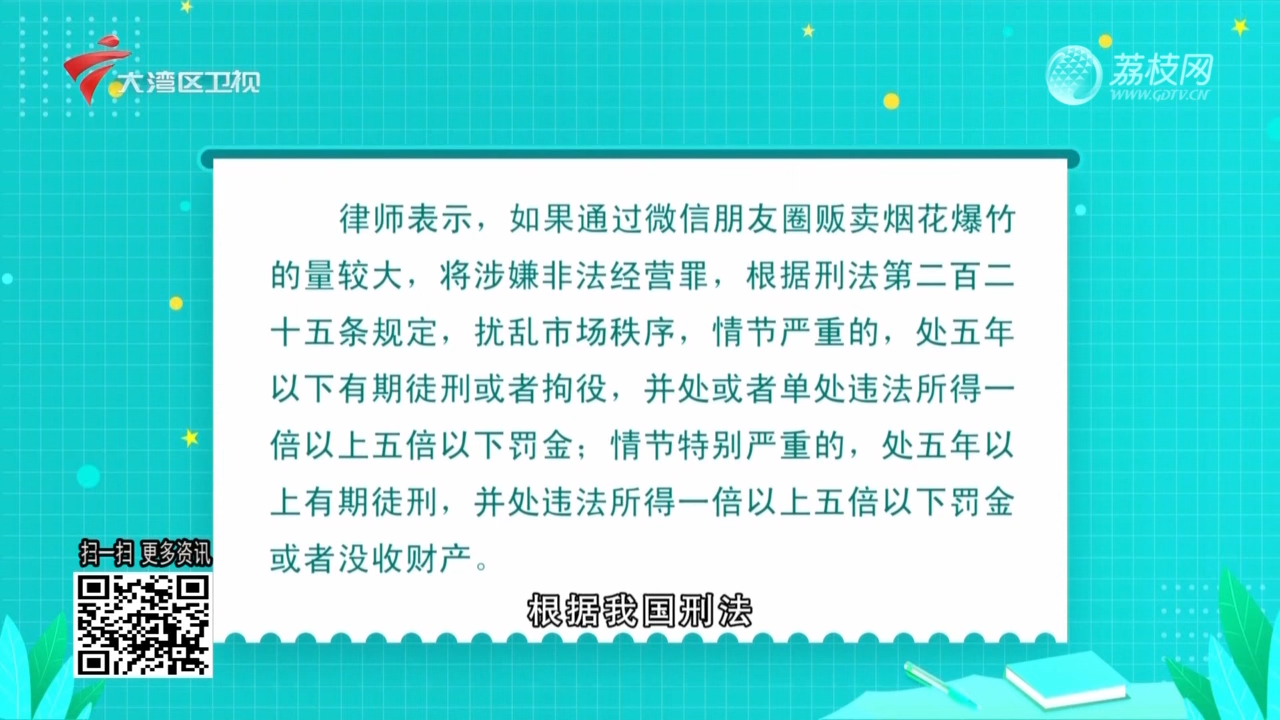 大湾区卫视
荔枝网
WWW.GDTV.CN
律师表示，如果通过微信朋友圈贩卖烟花爆竹
的量较大，将涉嫌非法经营罪，根据刑法第二百二
十五条规定，扰乱市场秩序，情节严重的，处五年
以下有期徒刑或者拘役，并处或者单处违法所得一
倍以上五倍以下罚金；情节特别严重的，处五年以
上有期徒刑，并处违法所得一倍以上五倍以下罚金
或者没收财产。
扫一扫 更多资讯
根据我国刑法